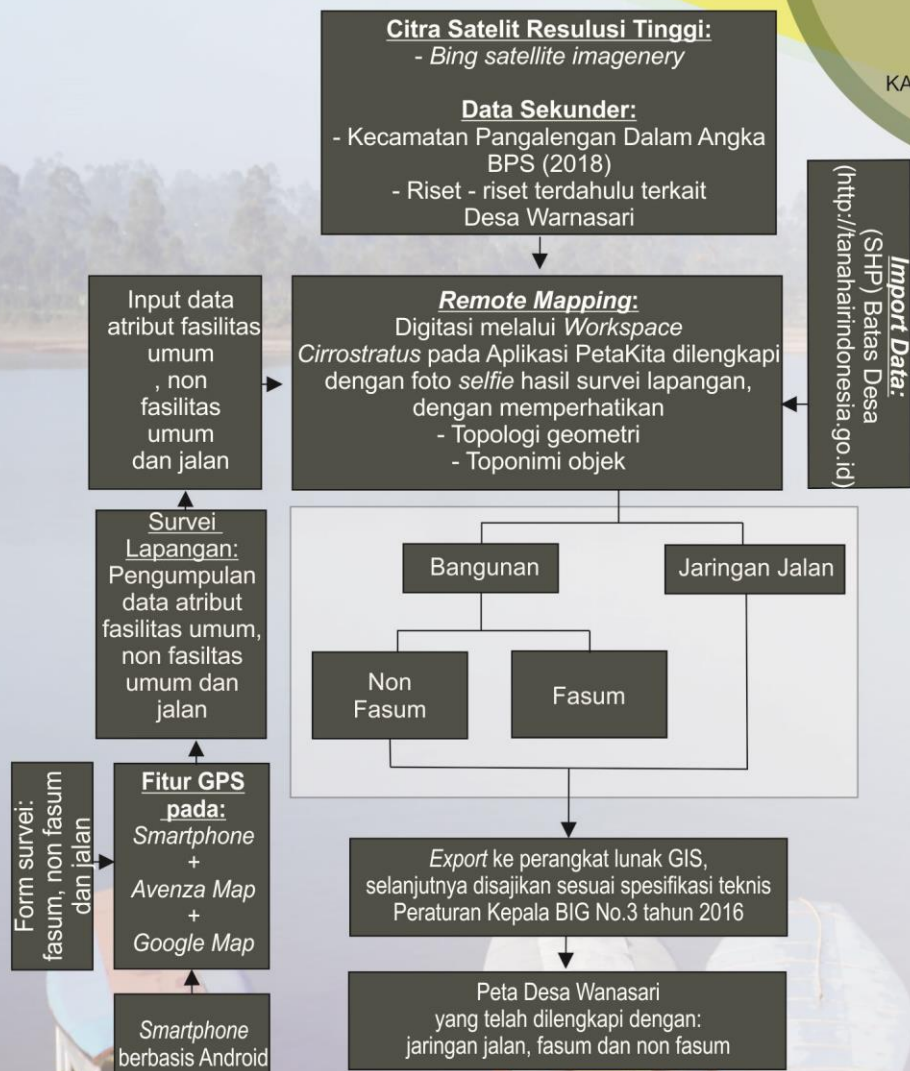 Citra Satelit Resulusi Tinggi:
- Bing satellite imagenery
Data Sekunder:
- Kecamatan Pangalengan Dalam Angka
BPS (2018)
- Riset - riset terdahulu terkait
Desa Warnasari
KA
Import Data:
(SHP) Batas Desa
(http://tanahairindonesia.go.id)
Input data
atribut fasilitas
umum
, non
fasilitas
umum
dan jalan
Remote Mapping:
Digitasi melalui Workspace
Cirrostratus pada Aplikasi PetaKita dilengkapi
dengan foto selfie hasil survei lapangan,
dengan memperhatikan
- Topologi geometri
- Toponimi objek
Survei
Lapangan:
Pengumpulan
data atribut
fasilitas umum,
non fasiltas
umum dan
jalan
Bangunan
Jaringan Jalan
Non
Fasum
Fasum
Form survei:
fasum, non fasum
dan jalan
Fitur GPS
pada:
Smartphone
+
Avenza Map
+
Google Map
Export ke perangkat lunak GIS,
selanjutnya disajikan sesuai spesifikasi teknis
Peraturan Kepala BIG No.3 tahun 2016
Smartphone
berbasis Android
Peta Desa Wanasari
yang telah dilengkapi dengan:
jaringan jalan, fasum dan non fasum